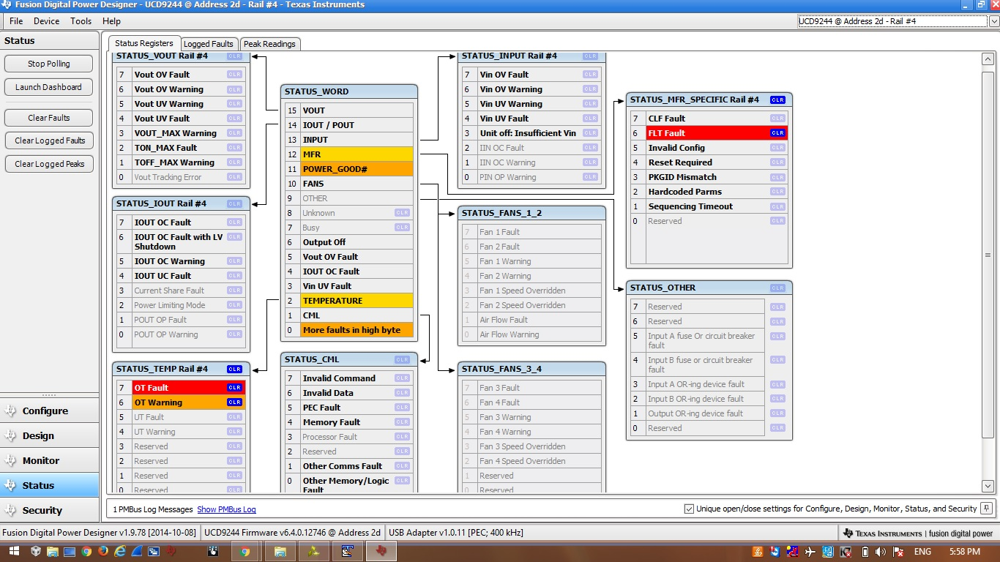 Fusion Digital Power Designer - UCD9244 @ Address 2d - Rail #4 - Texas Instruments
File Device Tools Help
UCD9244 @ Address 2d - Rail #4
Status
Stop Polling
Launch Dashboard
Clear Faults
Clear Logged Faults
Clear Logged Peaks
Configure
Design
Monitor
Status
Security
Status Registers Logged Faults Peak Readings
STATUS_VOUT Rail #4 CLR
7 Vout OV Fault CLR
6 Vout OV Warning CLR
5 Vout UV Warning CLR
4 Vout UV Fault CLR
3 VOUT_MAX Warning CLR
2 TON_MAX Fault CLR
1 TOFF_MAX Warning CLR
0 Vout Tracking Error CLR
STATUS_IOUT Rail #4 CLR
7 IOUT OC Fault CLR
6 IOUT OC Fault with LV CLR
Shutdown
5 IOUT OC Warning CLR
4 IOUT UC Fault CLR
3 Current Share Fault CLR
2 Power Limiting Mode CLR
1 POUT OP Fault CLR
0 POUT OP Warning CLR
STATUS_TEMP Rail #4 CLR
7 OT Fault CLR
6 OT Warning CLR
5 UT Fault CLR
4 UT Warning CLR
3 Reserved CLR
2 Reserved CLR
1 Reserved CLR
0 Reserved CLR
STATUS_WORD
15 VOUT
14 IOUT / POUT
13 INPUT
12 MFR
11 POWER_GOOD#
10 FANS
9 OTHER
8 Unknown CLR
7 Busy CLR
6 Output Off
5 Vout OV Fault
4 IOUT OC Fault
3 Vin UV Fault
2 TEMPERATURE
1 CML
0 More faults in high byte
STATUS_CML CLR
7 Invalid Command CLR
6 Invalid Data CLR
5 PEC Fault CLR
4 Memory Fault CLR
3 Processor Fault CLR
2 Reserved CLR
1 Other Comms Fault CLR
0 Other Memory/Logic CLR
Fault
STATUS_INPUT Rail #4 CLR
7 Vin OV Fault CLR
6 Vin OV Warning CLR
5 Vin UV Warning CLR
4 Vin UV Fault CLR
3 Unit off: Insufficient Vin CLR
2 IIN OC Fault CLR
1 IIN OC Warning CLR
0 PIN OP Warning CLR
STATUS_FANS_1_2
7 Fan 1 Fault
6 Fan 2 Fault
5 Fan 1 Warning
4 Fan 2 Warning
3 Fan 1 Speed Overridden
2 Fan 2 Speed Overridden
1 Air Flow Fault
0 Air Flow Warning
STATUS_FANS_3_4
7 Fan 3 Fault
6 Fan 4 Fault
5 Fan 3 Warning
4 Fan 4 Warning
3 Fan 3 Speed Overridden
2 Fan 4 Speed Overridden
1 Reserved
0 Reserved
STATUS_MFR_SPECIFIC Rail #4 CLR
7 CLF Fault CLR
6 FLT Fault CLR
5 Invalid Config CLR
4 Reset Required CLR
3 PKGID Mismatch CLR
2 Hardcoded Parms CLR
1 Sequencing Timeout CLR
0 Reserved CLR
STATUS_OTHER CLR
7 Reserved CLR
6 Reserved CLR
5 Input A fuse Or circuit breaker CLR
fault
4 Input B fuse or circuit breaker CLR
fault
3 Input A OR-ing device fault CLR
2 Input B OR-ing device fault CLR
1 Output OR-ing device fault CLR
0 Reserved CLR
1 PMBus Log Messages Show PMBus Log
Unique open/close settings for Configure, Design, Monitor, Status, and Security
Fusion Digital Power Designer v1.9.78 [2014-10-08] UCD9244 Firmware v6.4.0.12746 @ Address 2d USB Adapter v1.0.11 [PEC; 400 kHz] TEXAS INSTRUMENTS | fusion digital power
ENG 5:58 PM